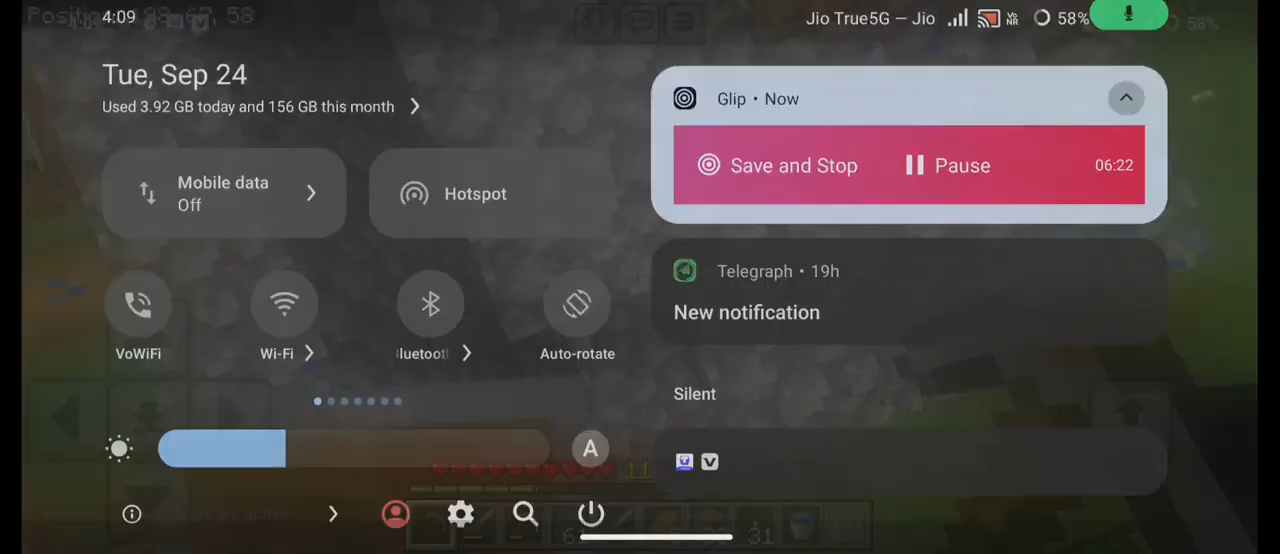 4:09
Jio True5G — Jio
58%
Tue, Sep 24
Used 3.92 GB today and 156 GB this month
Mobile data
Off
Hotspot
VoWiFi
Wi-Fi
Auto-rotate
A
Glip • Now
Save and Stop
Pause
06:22
Telegraph • 19h
New notification
Silent
11
31